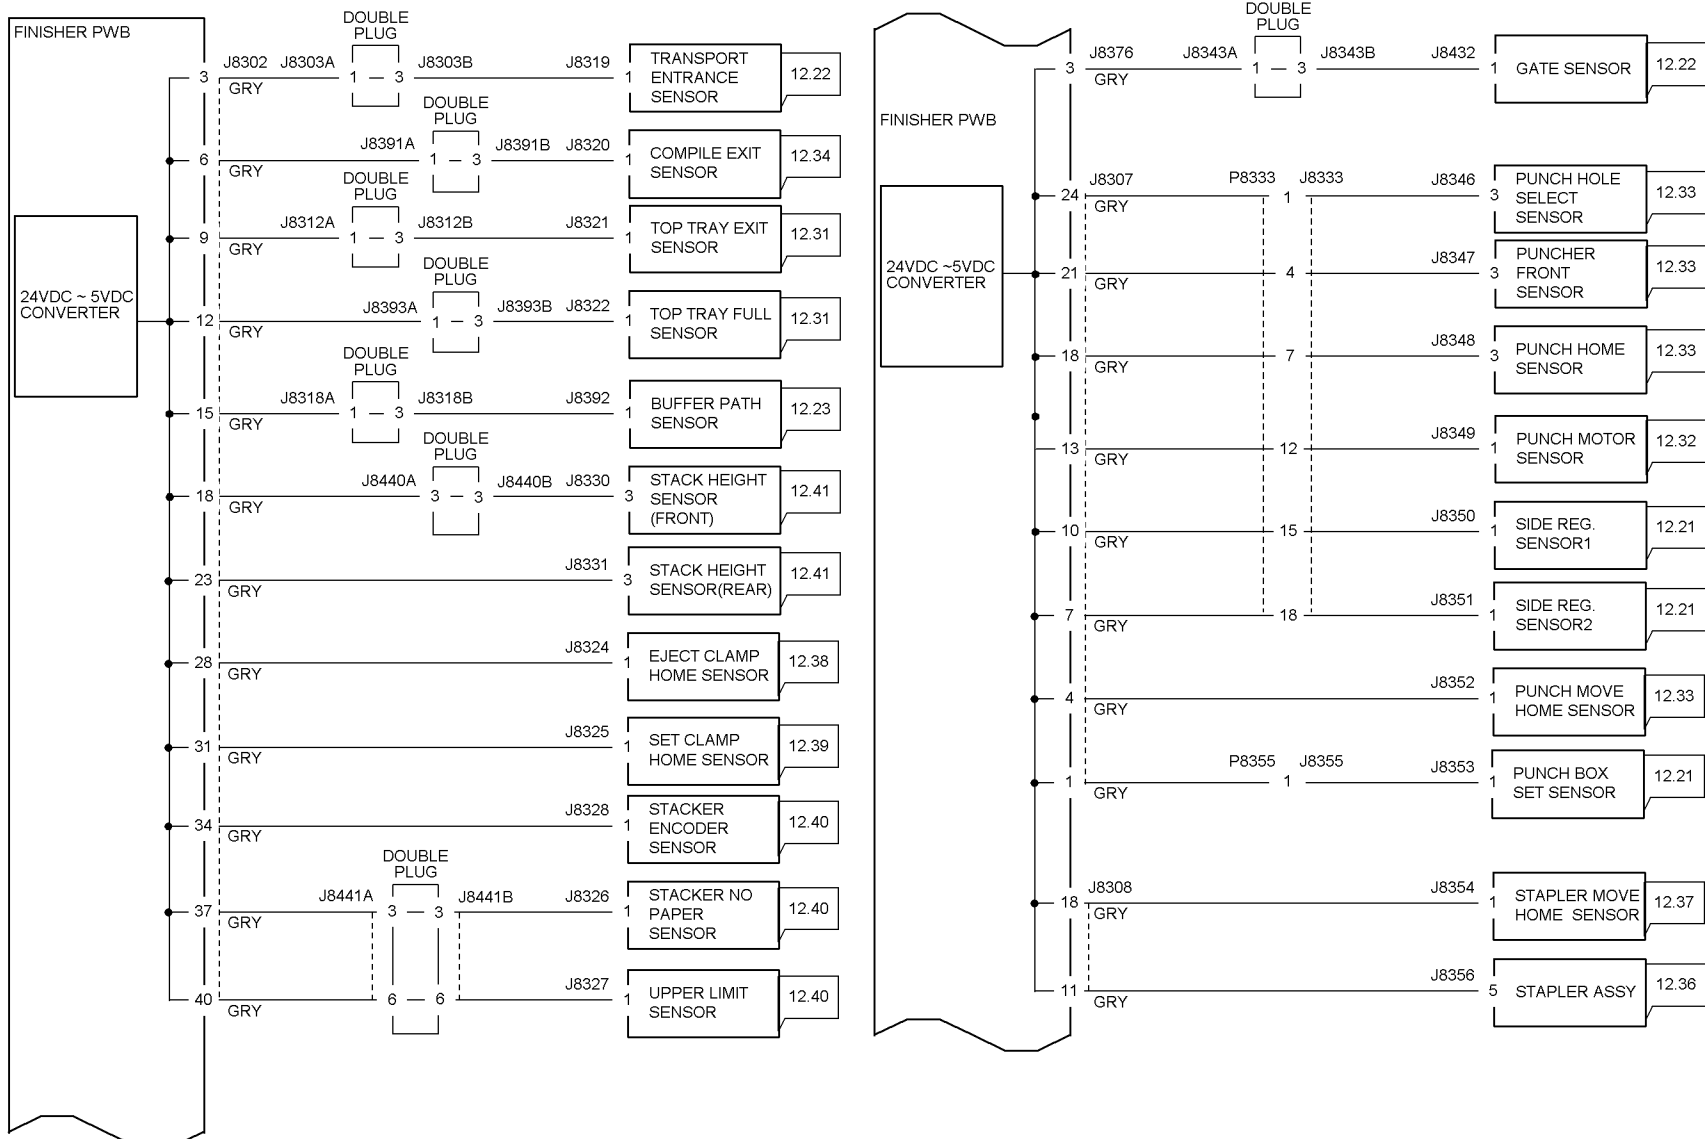 FINISHER PWB
24VDC ~ 5VDC
CONVERTER
DOUBLE
PLUG
3 J8302 GRY J8303A 1 3 J8303B J8319 1
TRANSPORT
ENTRANCE
SENSOR
12.22
DOUBLE
PLUG
6 GRY J8391A 1 3 J8391B J8320 1
COMPILE EXIT
SENSOR
12.34
DOUBLE
PLUG
9 GRY J8312A 1 3 J8312B J8321 1
TOP TRAY EXIT
SENSOR
12.31
DOUBLE
PLUG
12 GRY J8393A 1 3 J8393B J8322 1
TOP TRAY FULL
SENSOR
12.31
DOUBLE
PLUG
15 GRY J8318A 1 3 J8318B J8392 1
BUFFER PATH
SENSOR
12.23
DOUBLE
PLUG
18 GRY J8440A 3 3 J8440B J8330 3
STACK HEIGHT
SENSOR
(FRONT)
12.41
23 GRY J8331 3
STACK HEIGHT
SENSOR(REAR)
12.41
28 GRY J8324 1
EJECT CLAMP
HOME SENSOR
12.38
31 GRY J8325 1
SET CLAMP
HOME SENSOR
12.39
34 GRY J8328 1
STACKER
ENCODER
SENSOR
12.40
DOUBLE
PLUG
37 GRY J8441A 3 3 J8441B J8326 1
STACKER NO
PAPER
SENSOR
12.40
40 GRY 6 6 J8327 1
UPPER LIMIT
SENSOR
12.40
FINISHER PWB
24VDC ~5VDC
CONVERTER
DOUBLE
PLUG
3 J8376 GRY J8343A 1 3 J8343B J8432 1
GATE SENSOR
12.22
24 J8307 GRY P8333 1 J8333 J8346 3
PUNCH HOLE
SELECT
SENSOR
12.33
21 GRY 4 J8347 3
PUNCHER
FRONT
SENSOR
12.33
18 GRY 7 J8348 3
PUNCH HOME
SENSOR
12.33
13 GRY 12 J8349 1
PUNCH MOTOR
SENSOR
12.32
10 GRY 15 J8350 1
SIDE REG.
SENSOR1
12.21
7 GRY 18 J8351 1
SIDE REG.
SENSOR2
12.21
4 GRY J8352 1
PUNCH MOVE
HOME SENSOR
12.33
1 GRY P8355 1 J8355 J8353 1
PUNCH BOX
SET SENSOR
12.21
18 J8308 GRY J8354 1
STAPLER MOVE
HOME SENSOR
12.37
11 GRY J8356 5
STAPLER ASSY
12.36